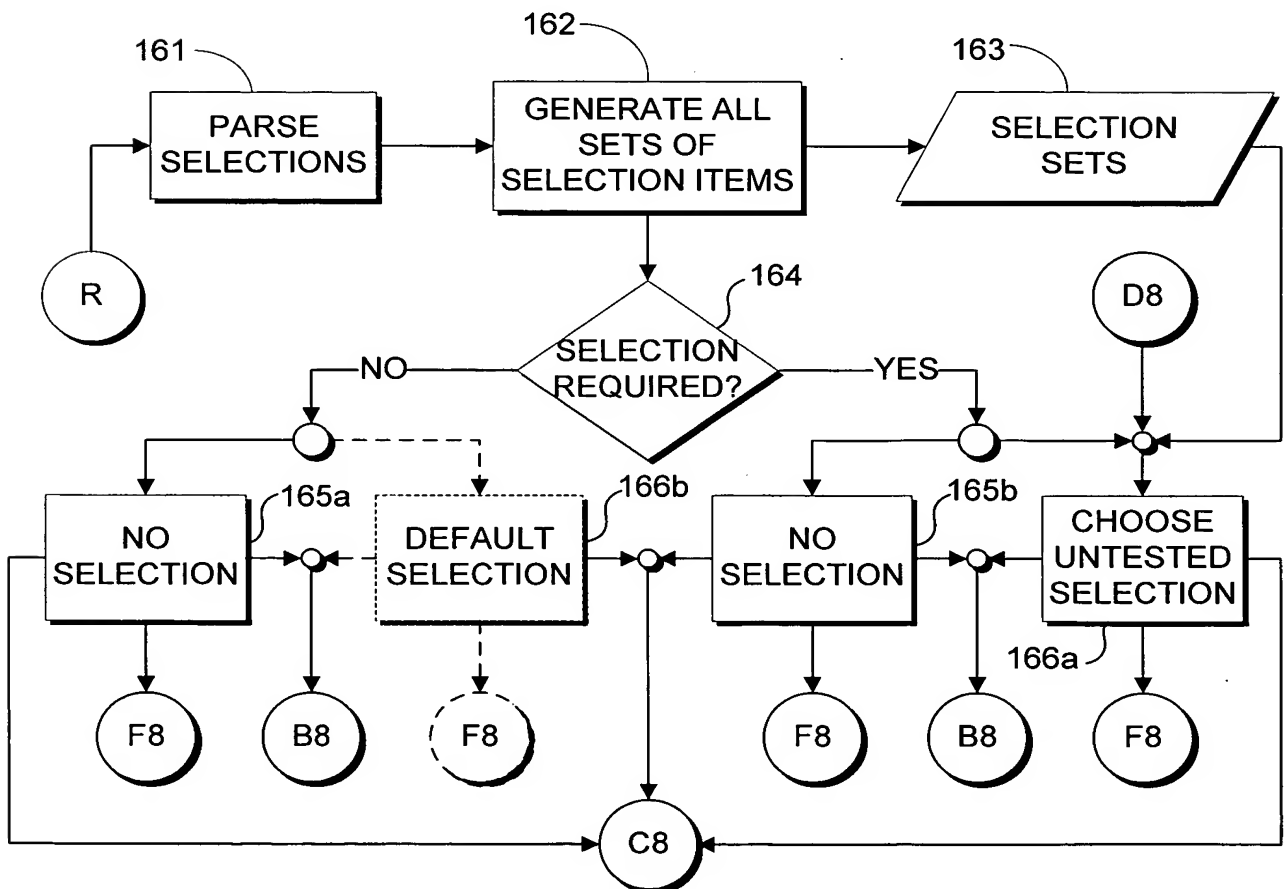 161
162
163
PARSE
SELECTIONS
GENERATE ALL
SETS OF
SELECTION ITEMS
SELECTION
SETS
R
164
D8
SELECTION
REQUIRED?
NO
YES
165a
166b
165b
NO
SELECTION
DEFAULT
SELECTION
NO
SELECTION
CHOOSE
UNTESTED
SELECTION
166a
F8
B8
F8
F8
B8
F8
C8